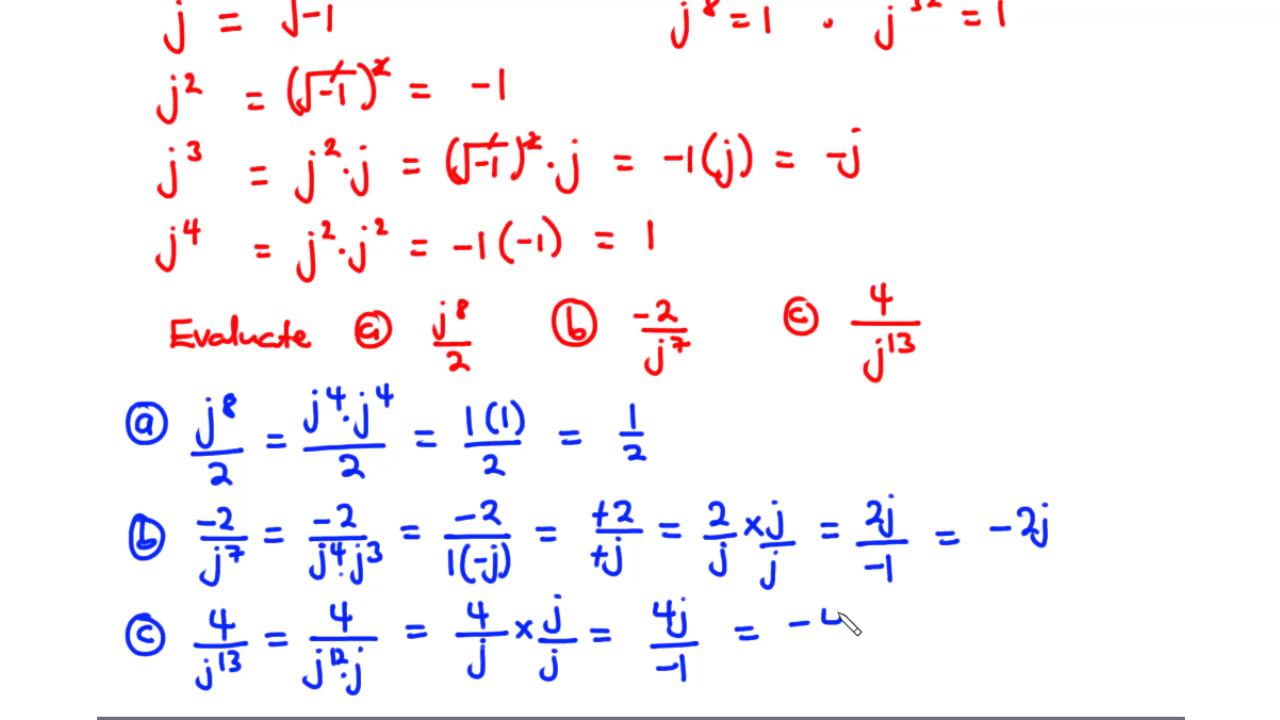 j = √-1   j⁸ = 1 . j¹² = 1
j² = (√-1)² = -1
j³ = j²·j = (√-1)²·j = -1(j) = -j
j⁴ = j²·j² = -1(-1) = 1
Evaluate ⓐ j⁸/2 ⓑ -2/j⁷ ⓒ 4/j¹³
ⓐ j⁸/2 = j⁴·j⁴/2 = 1(1)/2 = 1/2
ⓑ -2/j⁷ = -2/j⁴·j³ = -2/1(-j) = +2/+j = 2/j × j/j = 2j/-1 = -2j
ⓒ 4/j¹³ = 4/j¹²·j = 4/j × j/j = 4j/-1 = -4